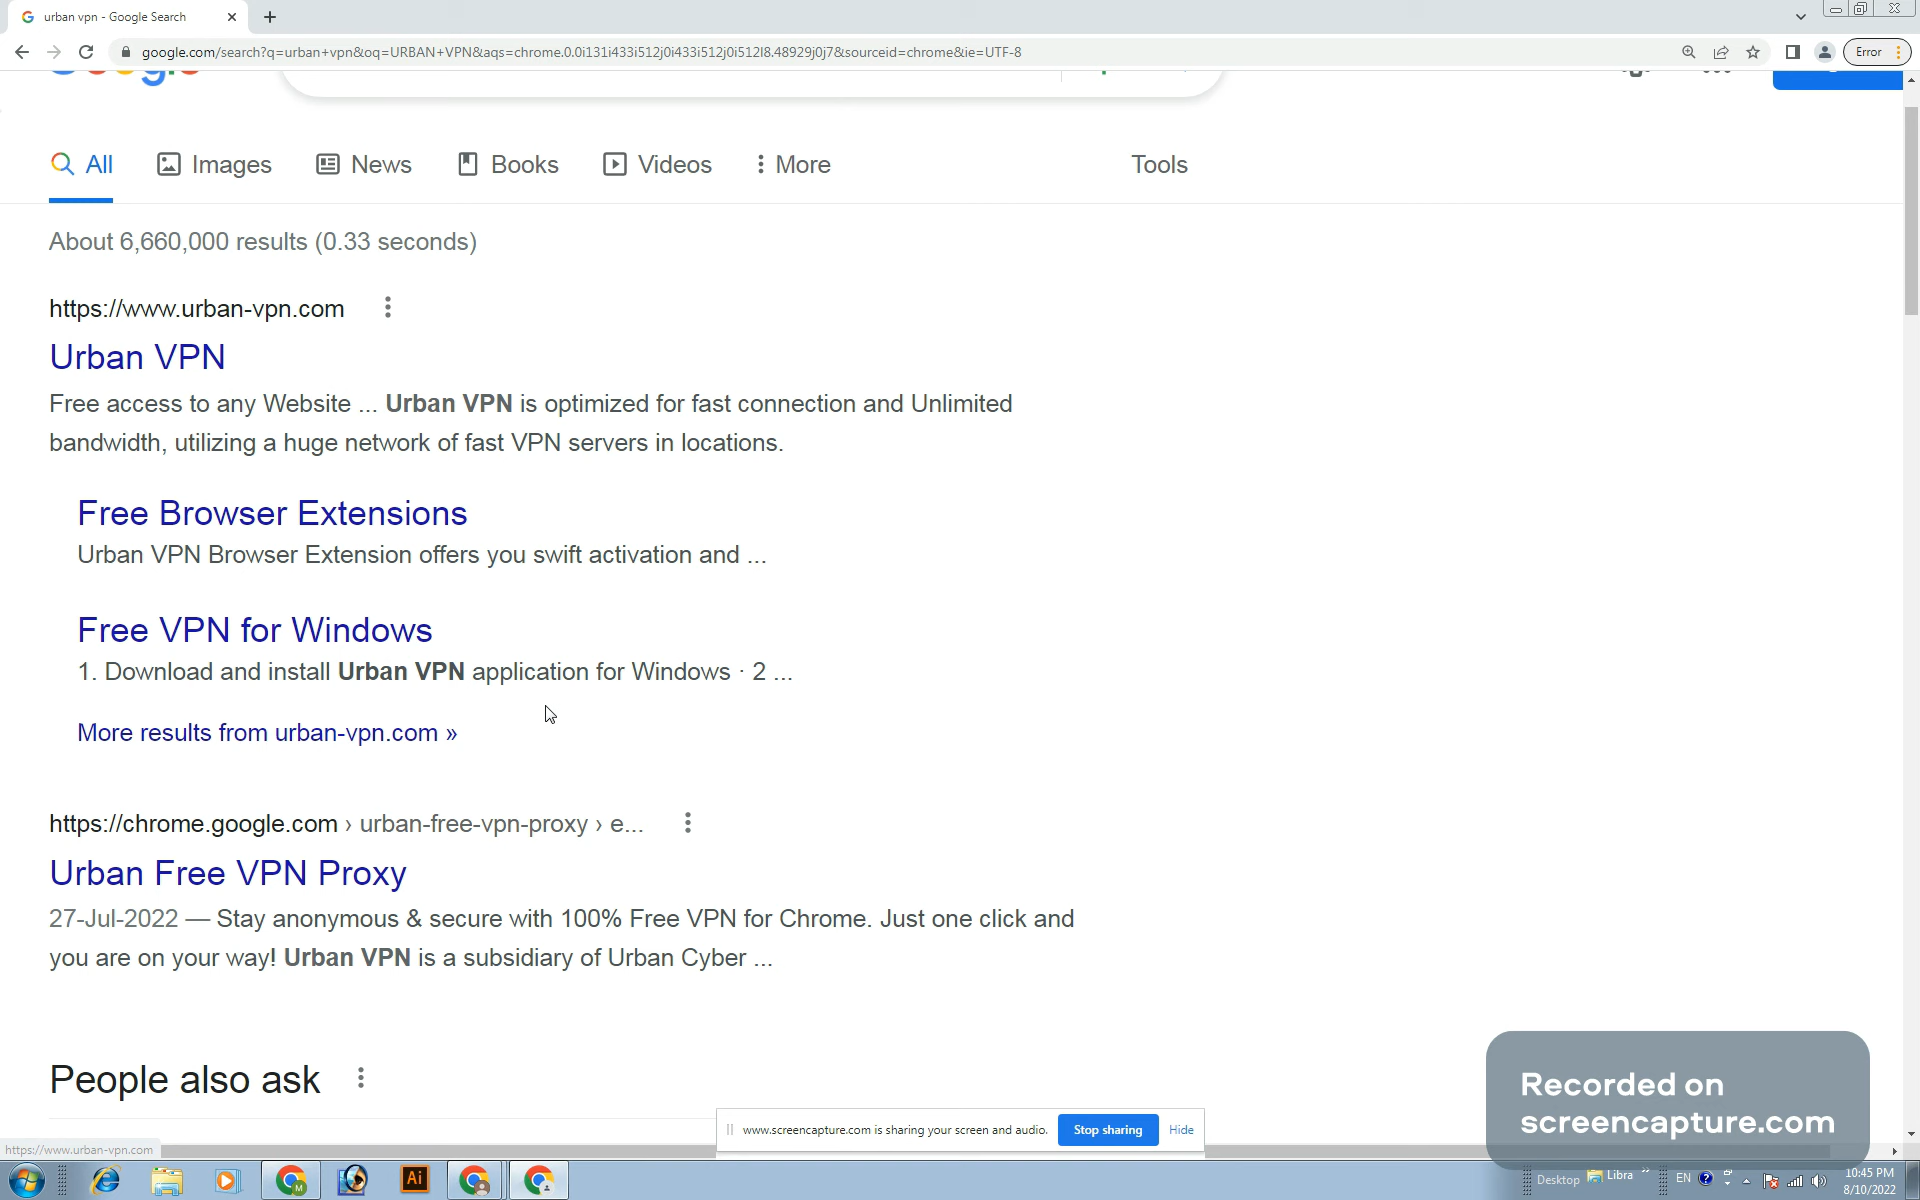 urban vpn - Google Search
google.com/search?q=urban+vpn&oq=URBAN+VPN&aqs=chrome.0.0i131i433i512j0i433i512j0i512l8.48929j0j7&sourceid=chrome&ie=UTF-8
Error
All
Images
News
Books
Videos
More
Tools
About 6,660,000 results (0.33 seconds)
https://www.urban-vpn.com
Urban VPN
Free access to any Website ... Urban VPN is optimized for fast connection and Unlimited
bandwidth, utilizing a huge network of fast VPN servers in locations.
Free Browser Extensions
Urban VPN Browser Extension offers you swift activation and ...
Free VPN for Windows
1. Download and install Urban VPN application for Windows · 2 ...
More results from urban-vpn.com »
https://chrome.google.com › urban-free-vpn-proxy › e...
Urban Free VPN Proxy
27-Jul-2022 — Stay anonymous & secure with 100% Free VPN for Chrome. Just one click and
you are on your way! Urban VPN is a subsidiary of Urban Cyber ...
People also ask
Recorded on
screencapture.com
www.screencapture.com is sharing your screen and audio.
Stop sharing
Hide
https://www.urban-vpn.com
Ai
M
Desktop
Libra
EN
10:45 PM
8/10/2022